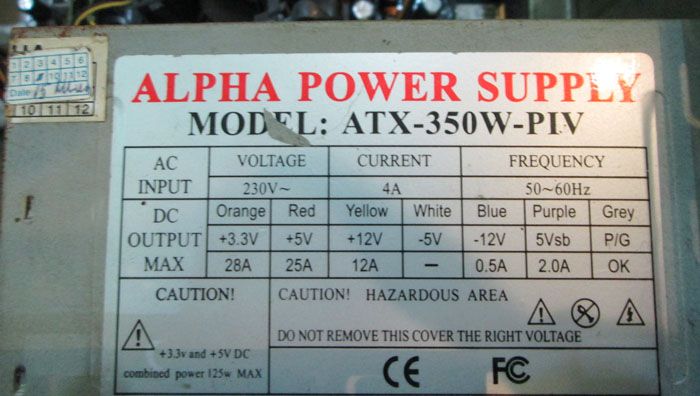 1 2 3 4 5 6
7 8 10 11 12
Date
10 11 12
ALPHA POWER SUPPLY
MODEL: ATX-350W-PIV
AC INPUT VOLTAGE CURRENT FREQUENCY
230V~ 4A 50~60Hz
DC OUTPUT MAX Orange Red Yellow White Blue Purple Grey
+3.3V +5V +12V -5V -12V 5Vsb P/G
28A 25A 12A — 0.5A 2.0A OK
CAUTION!
+3.3v and +5V DC
combined power 125w MAX
CAUTION! HAZARDOUS AREA
DO NOT REMOVE THIS COVER THE RIGHT VOLTAGE
CE FC